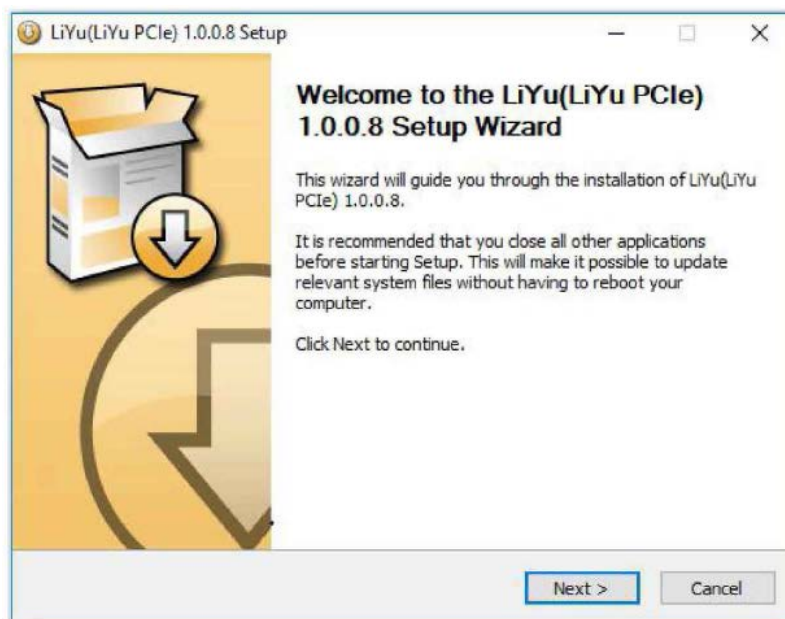 LiYu(LiYu PCIe) 1.0.0.8 Setup
Welcome to the LiYu(LiYu PCIe)
1.0.0.8 Setup Wizard
This wizard will guide you through the installation of LiYu(LiYu
PCIe) 1.0.0.8.
It is recommended that you close all other applications
before starting Setup. This will make it possible to update
relevant system files without having to reboot your
computer.
Click Next to continue.
Next >
Cancel